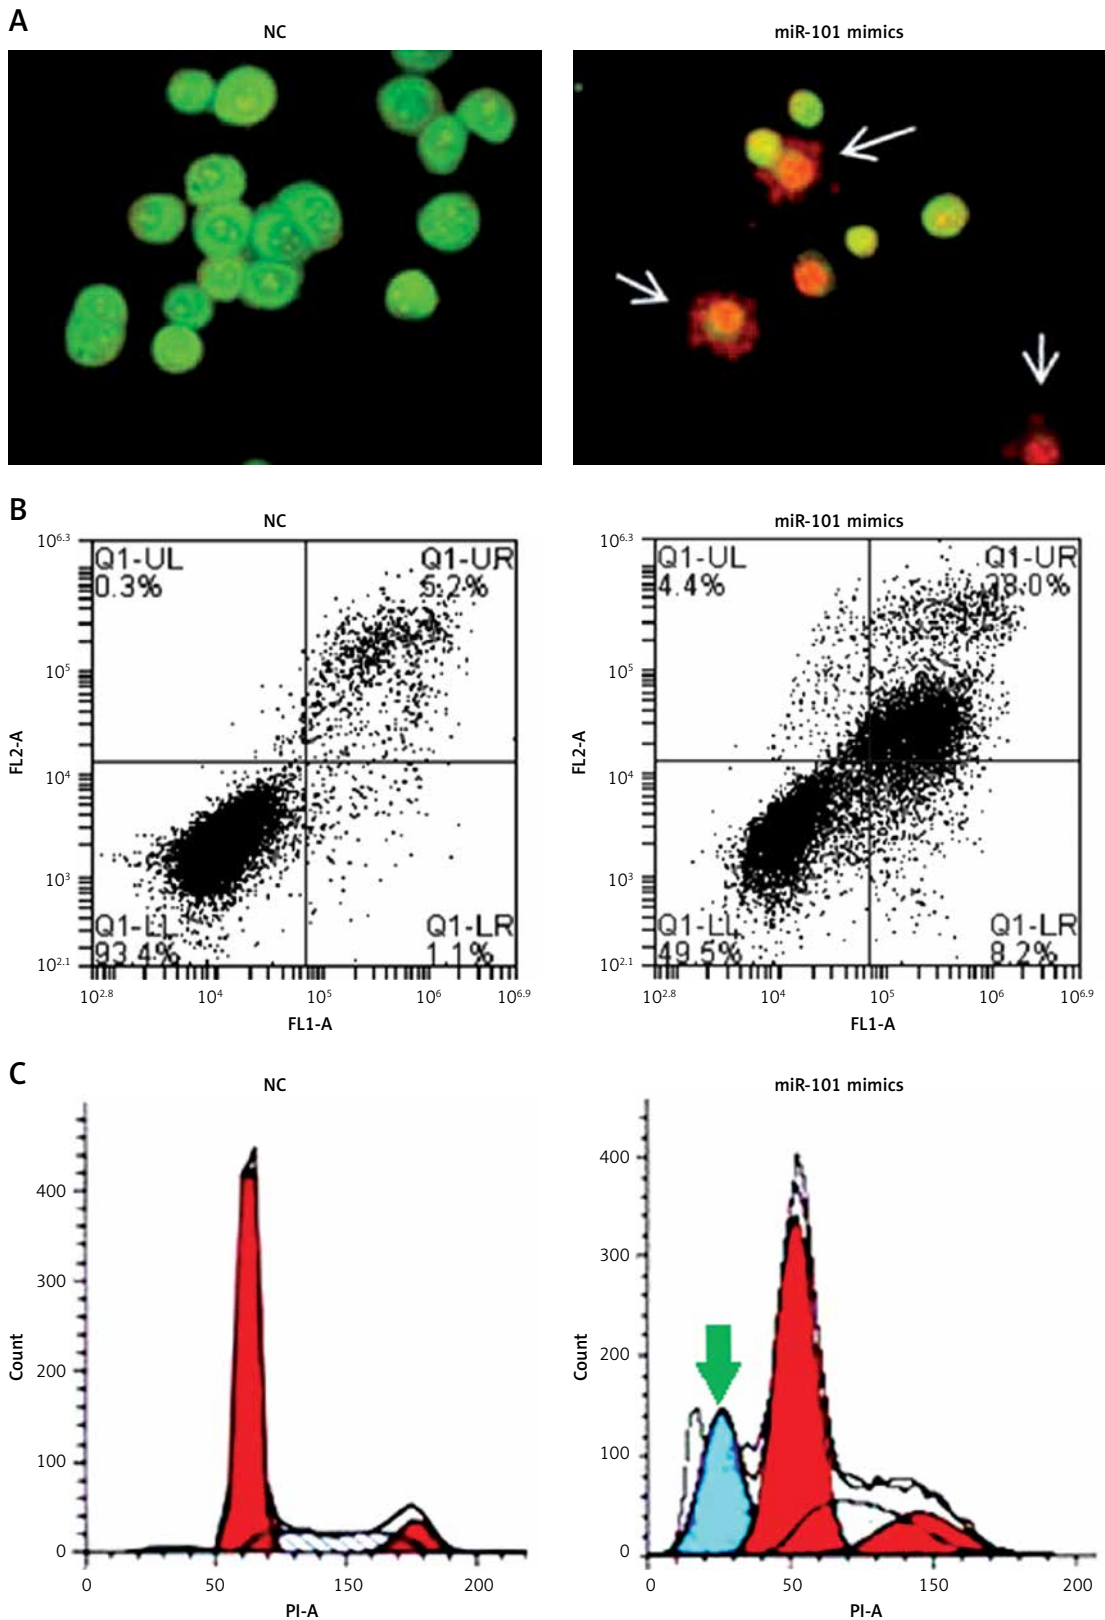 A
NC
miR-101 mimics
B
NC
miR-101 mimics
10^6.3
10^5
10^4
10^3
10^2.1
FL2-A
Q1-UL
0.3%
Q1-UR
5.2%
Q1-LL
93.4%
Q1-LR
1.1%
10^2.8 10^4 10^5 10^6 10^6.9
FL1-A
10^6.3
10^5
10^4
10^3
10^2.1
FL2-A
Q1-UL
4.4%
Q1-UR
38.0%
Q1-LL
49.5%
Q1-LR
8.2%
10^2.8 10^4 10^5 10^6 10^6.9
FL1-A
C
NC
miR-101 mimics
Count
400
300
200
100
0
0 50 150 200
PI-A
Count
400
300
200
100
0
0 50 150 200
PI-A